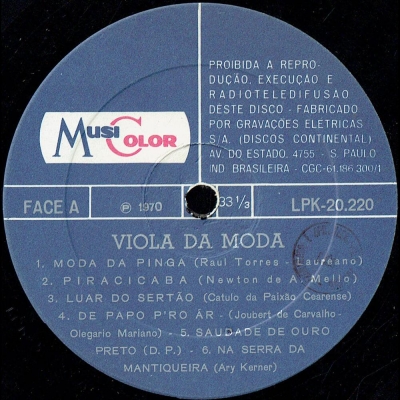 MUSICOLOR
PROIBIDA A REPRO-
DUÇÃO, EXECUÇÃO E
RADIOTELEDIFUSÃO
DESTE DISCO - FABRICADO
POR GRAVAÇÕES ELETRICAS
S/A. (DISCOS CONTINENTAL)
AV. DO ESTADO, 4755 - S. PAULO
IND. BRASILEIRA - CGC-61.186.300/1
FACE A
Ⓟ 1970
33 1/3
LPK-20.220
VIOLA DA MODA
1. MODA DA PINGA (Raul Torres - Laureano)
2. PIRACICABA (Newton de A. Mello)
3. LUAR DO SERTÃO (Catulo da Paixão Cearense)
4. DE PAPO P'RO ÁR - (Joubert de Carvalho -
Olegario Mariano) - 5. SAUDADE DE OURO
PRETO (D. P.) - 6. NA SERRA DA
MANTIQUEIRA (Ary Kerner)